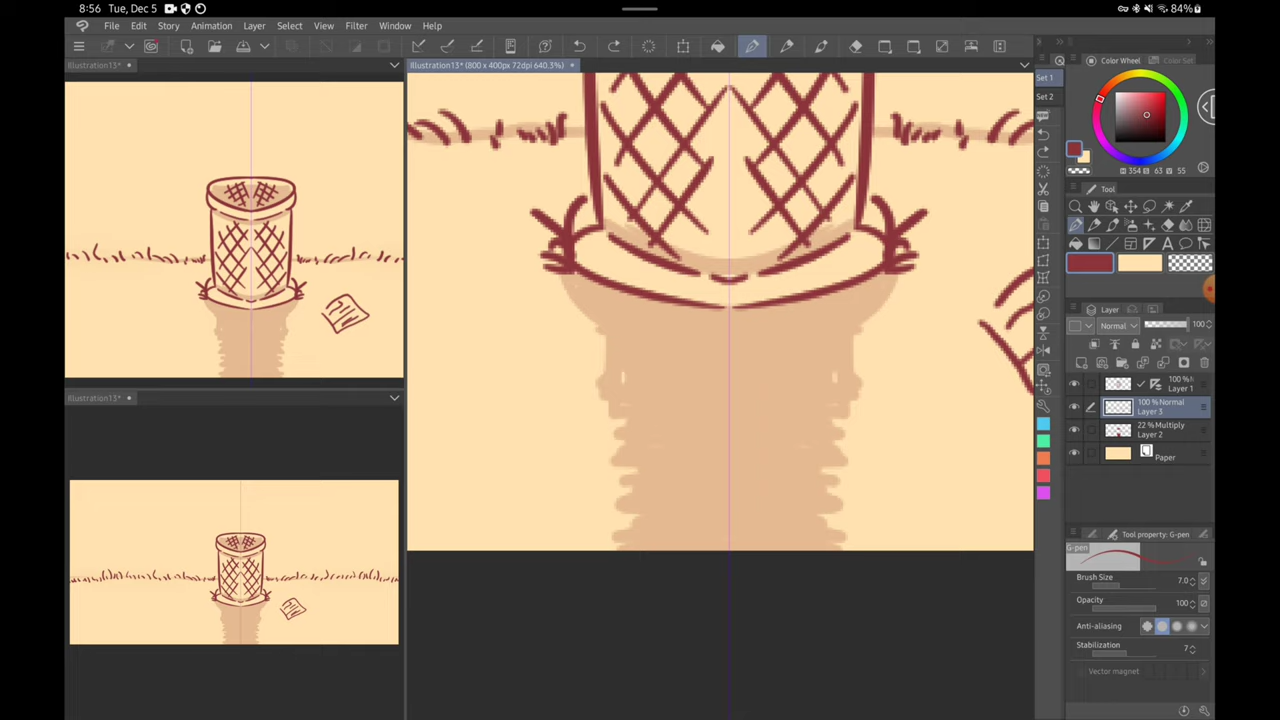 8:56 Tue, Dec 5
84%
File Edit Story Animation Layer Select View Filter Window Help
Illustration13*
Illustration13* (800 x 400px 72dpi 640.3%)
Illustration13*
Set 1
Set 2
Color Wheel
Color Set
354 63 55
Tool
Layer
Normal
100
100 %
Layer 1
100 % Normal
Layer 3
22 % Multiply
Layer 2
Paper
Tool property: G-pen
G-pen
Brush Size 7.0
Opacity 100
Anti-aliasing
Stabilization 7
Vector magnet